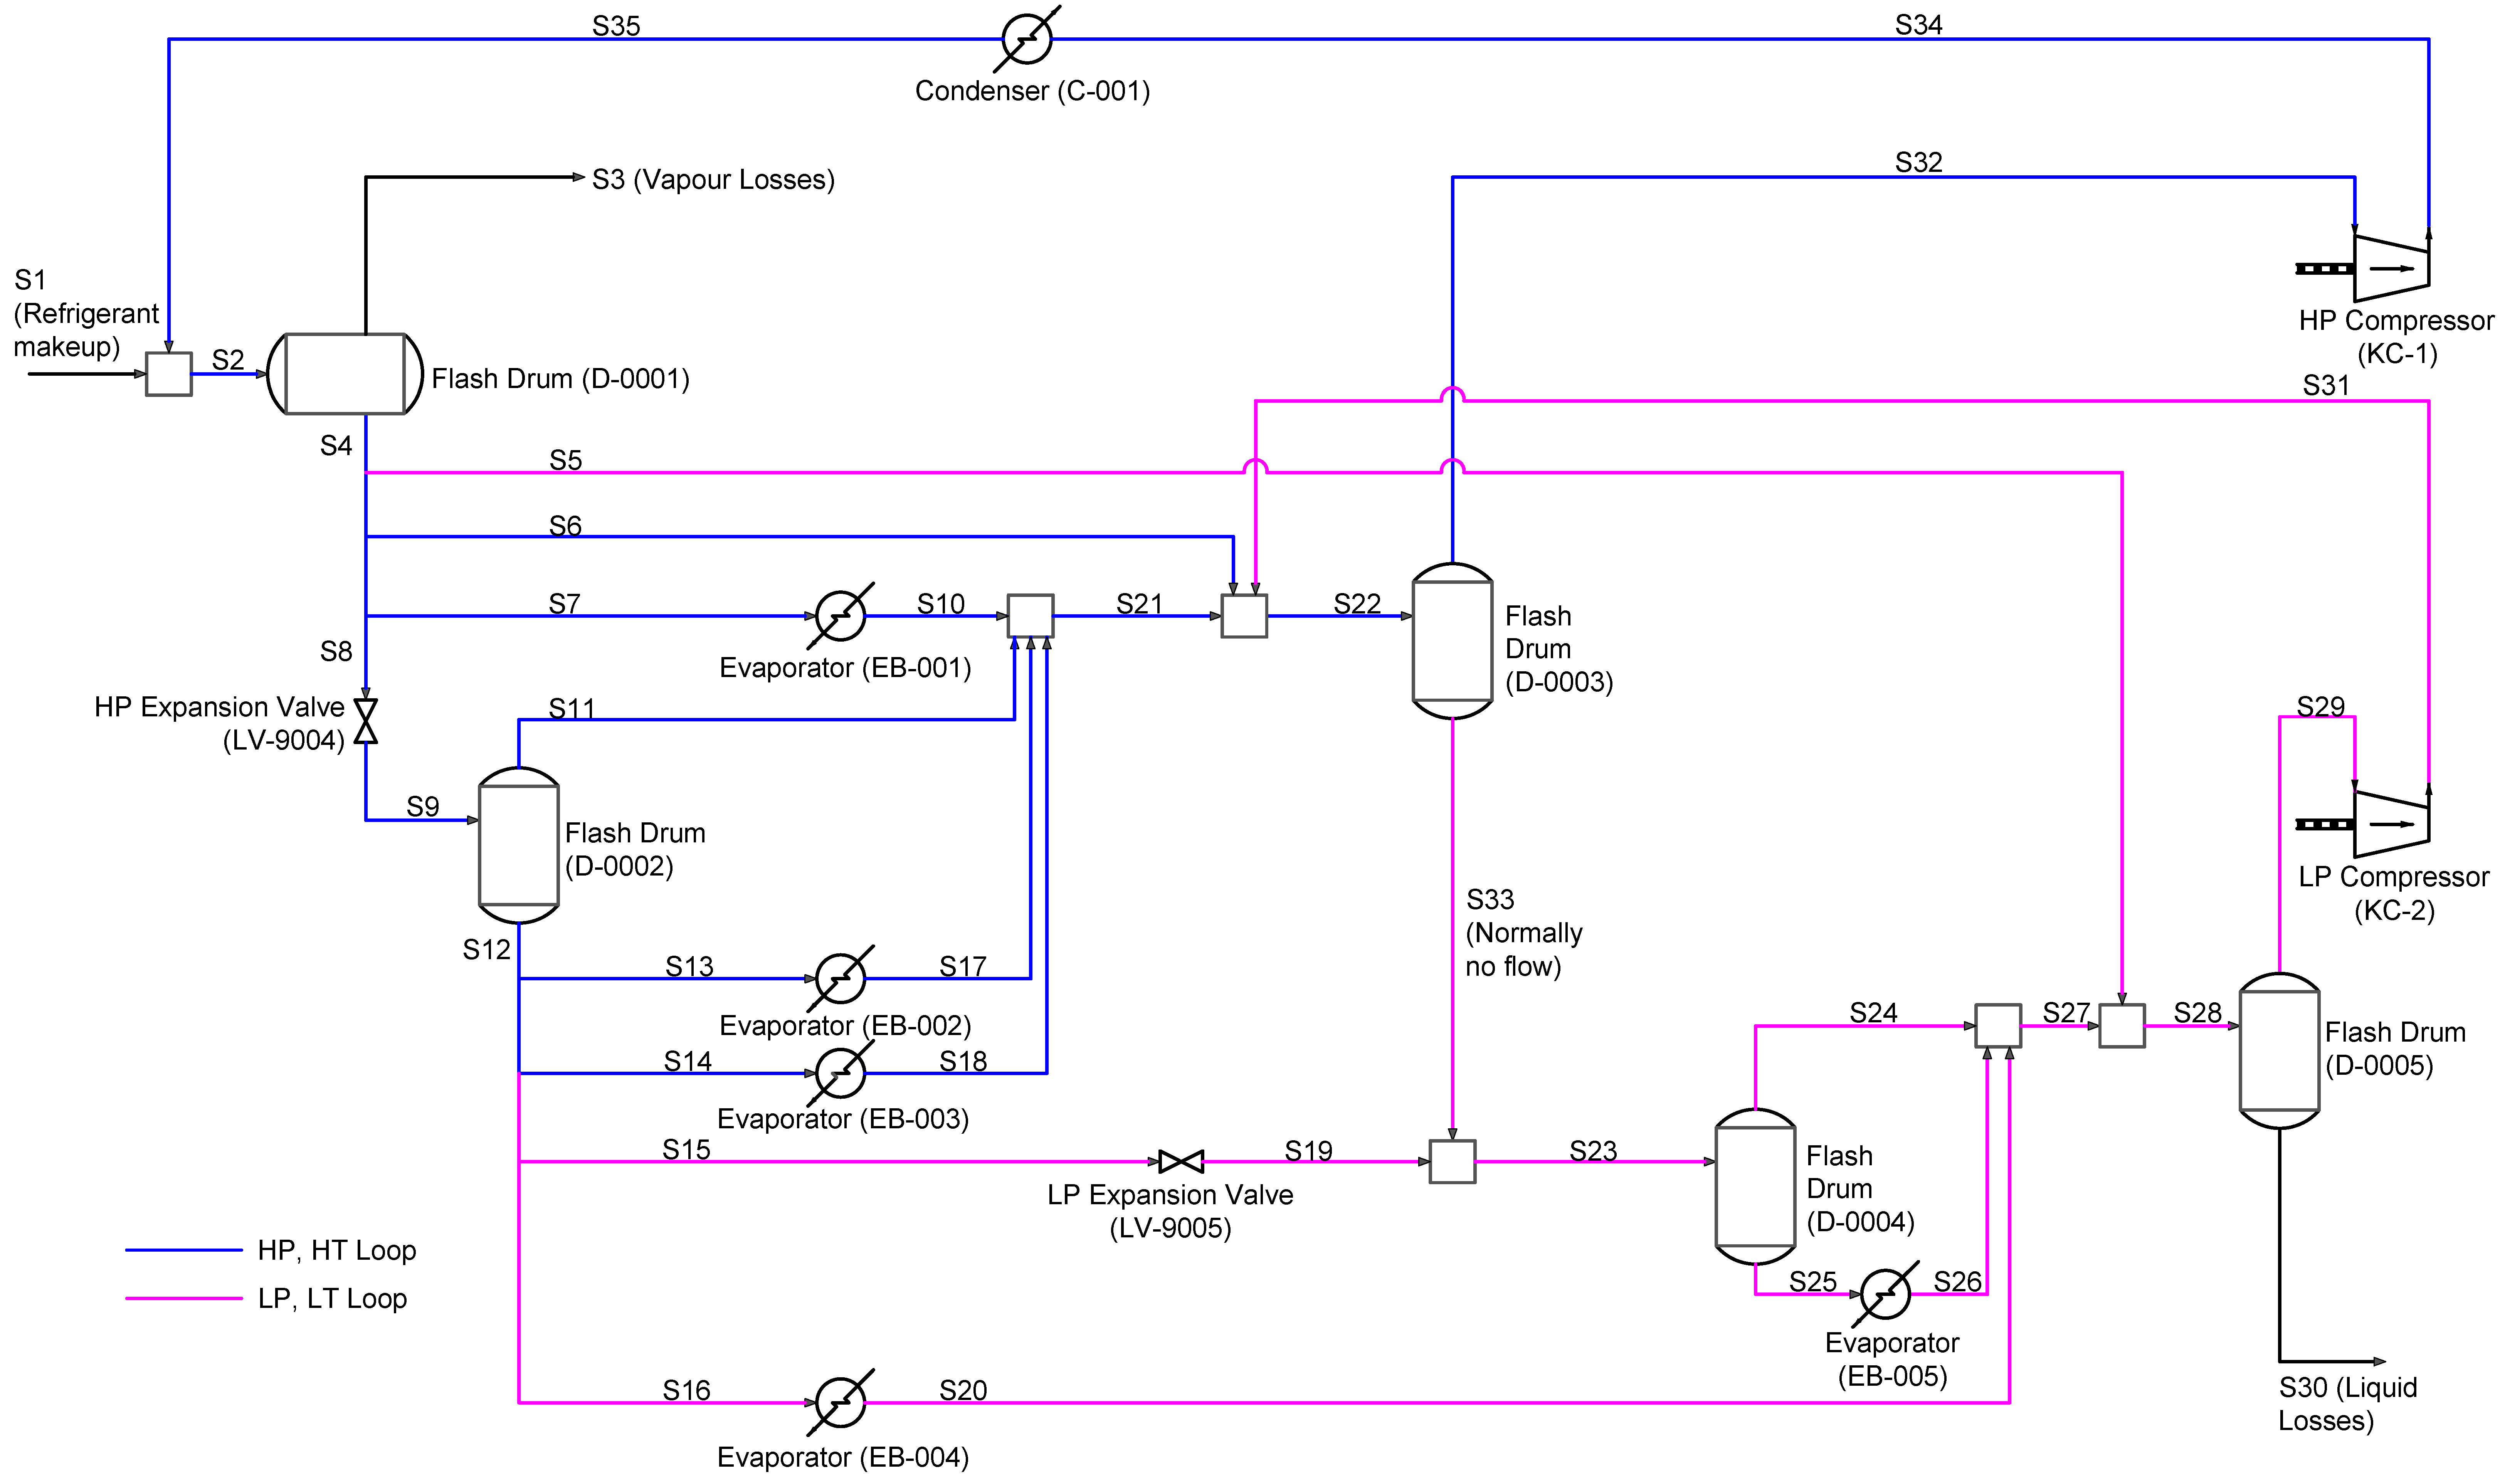 S35
S34
Condenser (C-001)
S32
S3 (Vapour Losses)
S1
(Refrigerant
makeup)
HP Compressor
(KC-1)
S2
Flash Drum (D-0001)
S31
S4
S5
S6
S7
S10
S21
S22
Flash
Drum
(D-0003)
S8
Evaporator (EB-001)
HP Expansion Valve
(LV-9004)
S11
S29
S9
Flash Drum
(D-0002)
LP Compressor
(KC-2)
S33
(Normally
no flow)
S12
S13
S17
Evaporator (EB-002)
S24
S27
S28
Flash Drum
(D-0005)
S14
S18
Evaporator (EB-003)
S15
S19
S23
Flash
Drum
(D-0004)
LP Expansion Valve
(LV-9005)
HP, HT Loop
LP, LT Loop
S25
S26
Evaporator
(EB-005)
S16
S20
S30 (Liquid
Losses)
Evaporator (EB-004)